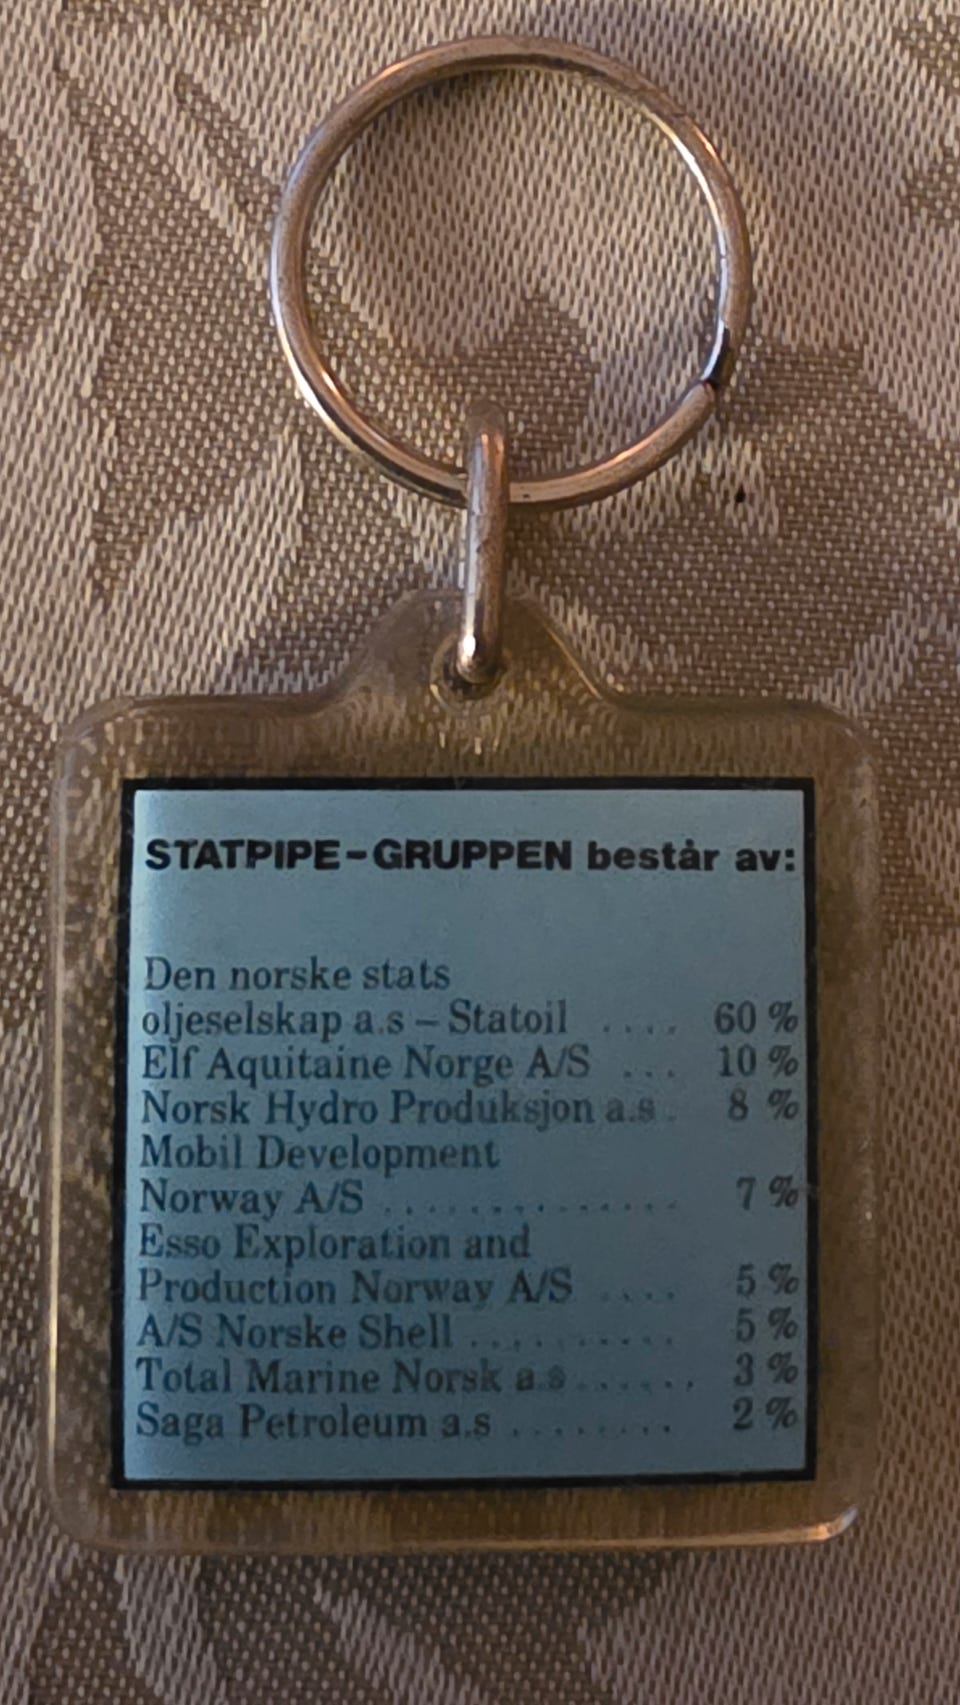 STATPIPE-GRUPPEN består av:
Den norske stats
oljeselskap a.s – Statoil .... 60 %
Elf Aquitaine Norge A/S ... 10 %
Norsk Hydro Produksjon a.s . 8 %
Mobil Development
Norway A/S .............. 7 %
Esso Exploration and
Production Norway A/S .... 5 %
A/S Norske Shell .......... 5 %
Total Marine Norsk a.s ...... 3 %
Saga Petroleum a.s ........ 2 %